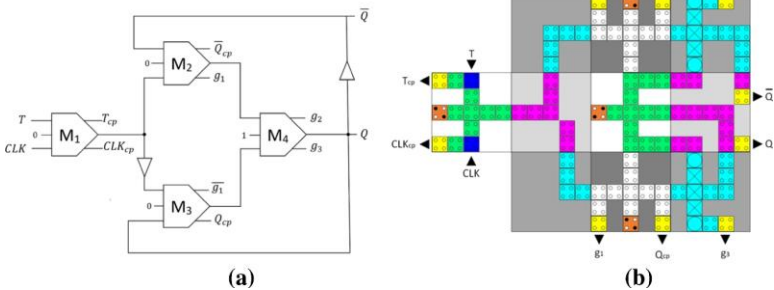 Q̅
Q̅cp
M2
0
g1
T
Tcp
M1
0
CLK
CLKcp
g2
Q
M4
1
g3
g̅1
M3
0
Qcp
(a)
T
Tcp
Q̅
CLKcp
Q
CLK
g1
Qcp
g3
(b)